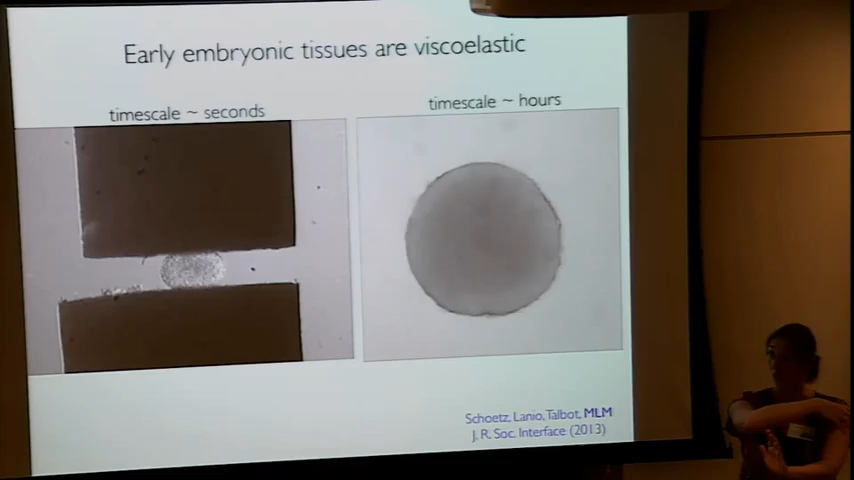 Early embryonic tissues are viscoelastic
timescale ~ seconds
timescale ~ hours
Schoetz, Lanio, Talbot, MLM
J. R. Soc. Interface (2013)